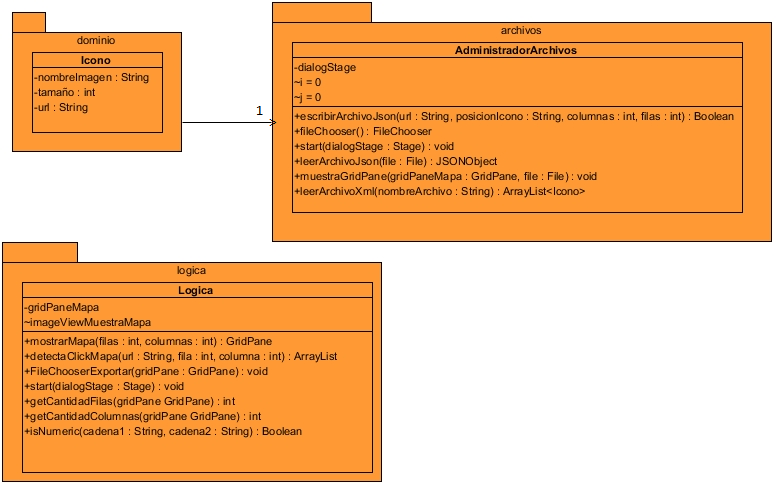 dominio
Icono
-nombreImagen : String
-tamaño : int
-url : String
1
archivos
AdministradorArchivos
-dialogStage
~i = 0
~j = 0
+escribirArchivoJson(url : String, posicionIcono : String, columnas : int, filas : int) : Boolean
+fileChooser() : FileChooser
+start(dialogStage : Stage) : void
+leerArchivoJson(file : File) : JSONObject
+muestraGridPane(gridPaneMapa : GridPane, file : File) : void
+leerArchivoXml(nombreArchivo : String) : ArrayList<Icono>
logica
Logica
-gridPaneMapa
~imageViewMuestraMapa
+mostrarMapa(filas : int, columnas : int) : GridPane
+detectaClickMapa(url : String, fila : int, columna : int) : ArrayList
+FileChooserExportar(gridPane : GridPane) : void
+start(dialogStage : Stage) : void
+getCantidadFilas(gridPane GridPane) : int
+getCantidadColumnas(gridPane GridPane) : int
+isNumeric(cadena1 : String, cadena2 : String) : Boolean